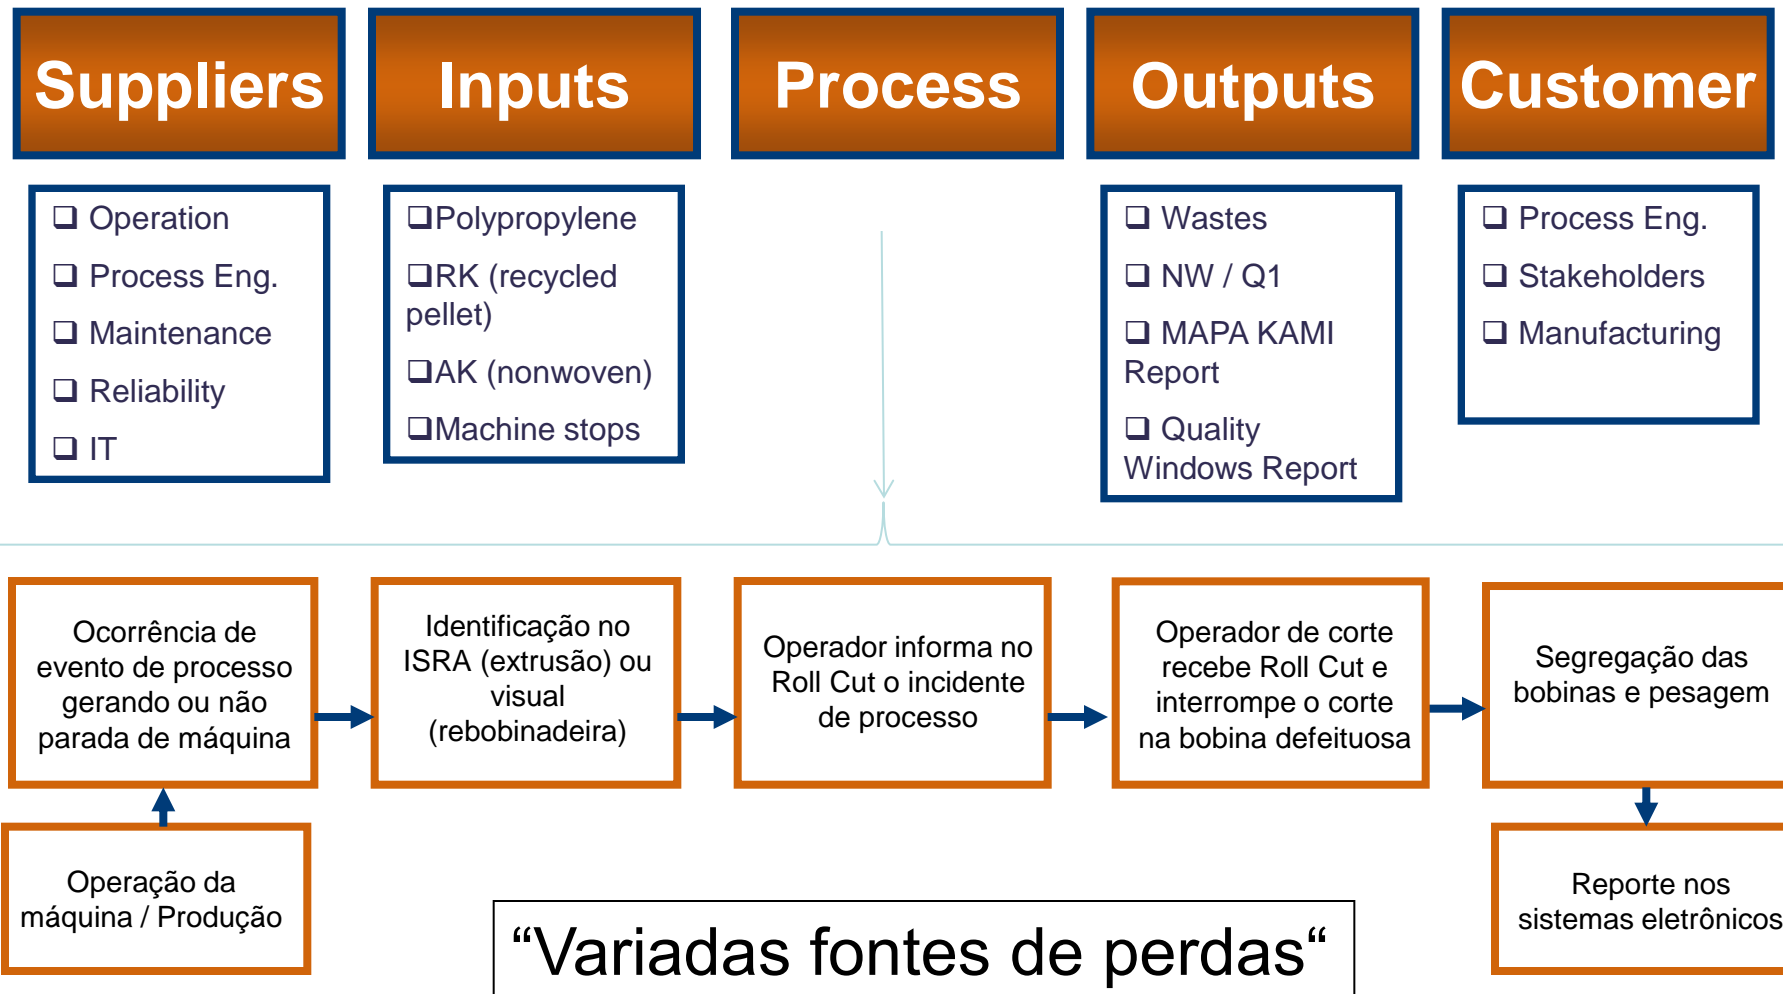 Suppliers
Inputs
Process
Outputs
Customer
❑ Operation
❑ Process Eng.
❑ Maintenance
❑ Reliability
❑ IT
❑Polypropylene
❑RK (recycled
pellet)
❑AK (nonwoven)
❑Machine stops
❑ Wastes
❑ NW / Q1
❑ MAPA KAMI
Report
❑ Quality
Windows Report
❑ Process Eng.
❑ Stakeholders
❑ Manufacturing
Ocorrência de
evento de processo
gerando ou não
parada de máquina
Identificação no
ISRA (extrusão) ou
visual
(rebobinadeira)
Operador informa no
Roll Cut o incidente
de processo
Operador de corte
recebe Roll Cut e
interrompe o corte
na bobina defeituosa
Segregação das
bobinas e pesagem
Operação da
máquina / Produção
Reporte nos
sistemas eletrônicos
“Variadas fontes de perdas“